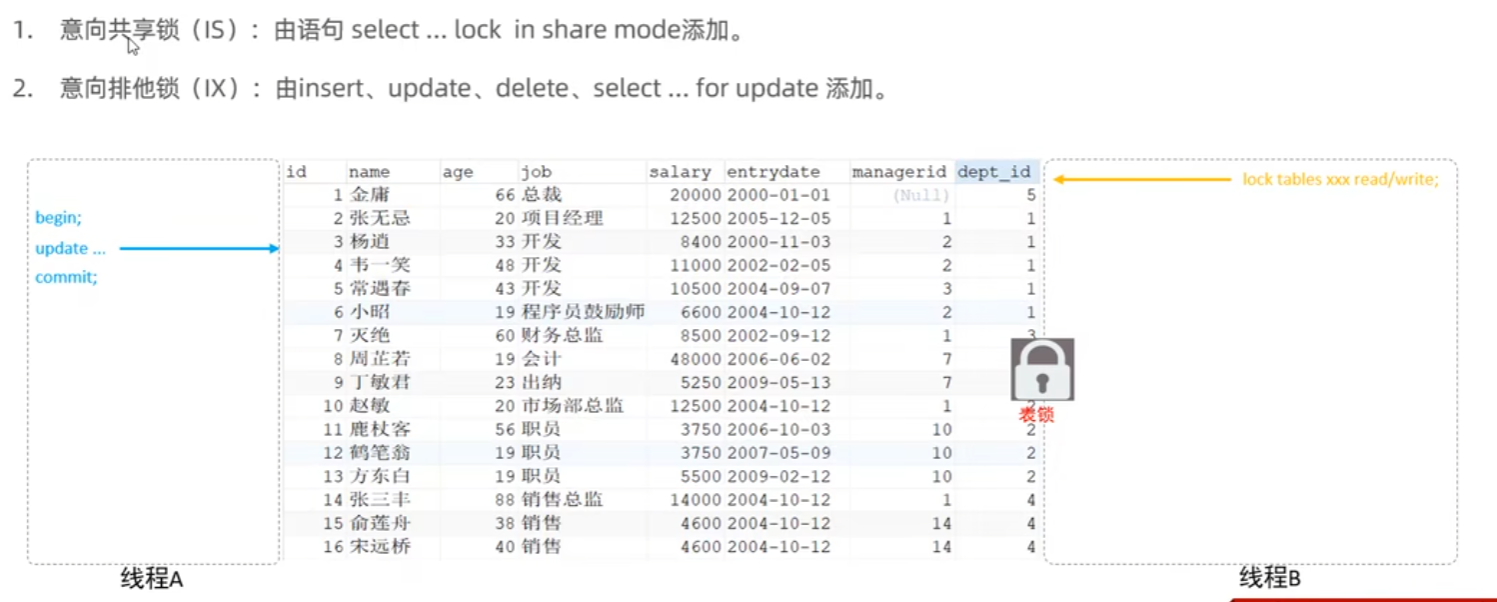 1. 意向共享锁（IS）：由语句 select ... lock in share mode添加。
2. 意向排他锁（IX）：由insert、update、delete、select ... for update 添加。
id name age job salary entrydate managerid dept_id
1 金庸 66 总裁 20000 2000-01-01 (Null) 5
2 张无忌 20 项目经理 12500 2005-12-05 1 1
3 杨逍 33 开发 8400 2000-11-03 2 1
4 韦一笑 48 开发 11000 2002-02-05 2 1
5 常遇春 43 开发 10500 2004-09-07 3 1
6 小昭 19 程序员鼓励师 6600 2004-10-12 2 1
7 灭绝 60 财务总监 8500 2002-09-12 1 3
8 周芷若 19 会计 48000 2006-06-02 7
9 丁敏君 23 出纳 5250 2009-05-13 7
10 赵敏 20 市场部总监 12500 2004-10-12 1 2
11 鹿杖客 56 职员 3750 2006-10-03 10 2
12 鹤笔翁 19 职员 3750 2007-05-09 10 2
13 方东白 19 职员 5500 2009-02-12 10 2
14 张三丰 88 销售总监 14000 2004-10-12 1 4
15 俞莲舟 38 销售 4600 2004-10-12 14 4
16 宋远桥 40 销售 4600 2004-10-12 14 4
begin;
update ...
commit;
线程A
lock tables xxx read/write;
表锁
线程B